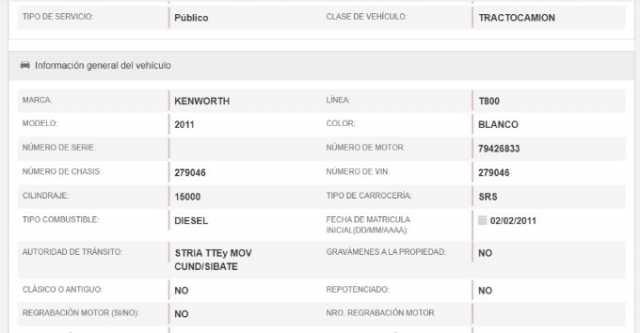 TIPO DE SERVICIO: Público CLASE DE VEHÍCULO: TRACTOCAMION
Información general del vehículo
MARCA: KENWORTH LÍNEA: T800
MODELO: 2011 COLOR: BLANCO
NÚMERO DE SERIE: NÚMERO DE MOTOR: 79426833
NÚMERO DE CHASIS: 279046 NÚMERO DE VIN: 279046
CILINDRAJE: 15000 TIPO DE CARROCERÍA: SRS
TIPO COMBUSTIBLE: DIESEL FECHA DE MATRICULA INICIAL(DD/MM/AAAA): 02/02/2011
AUTORIDAD DE TRÁNSITO: STRIA TTEy MOV CUND/SIBATE GRAVÁMENES A LA PROPIEDAD: NO
CLÁSICO O ANTIGUO: NO REPOTENCIADO: NO
REGRABACIÓN MOTOR (SI/NO): NO NRO. REGRABACIÓN MOTOR